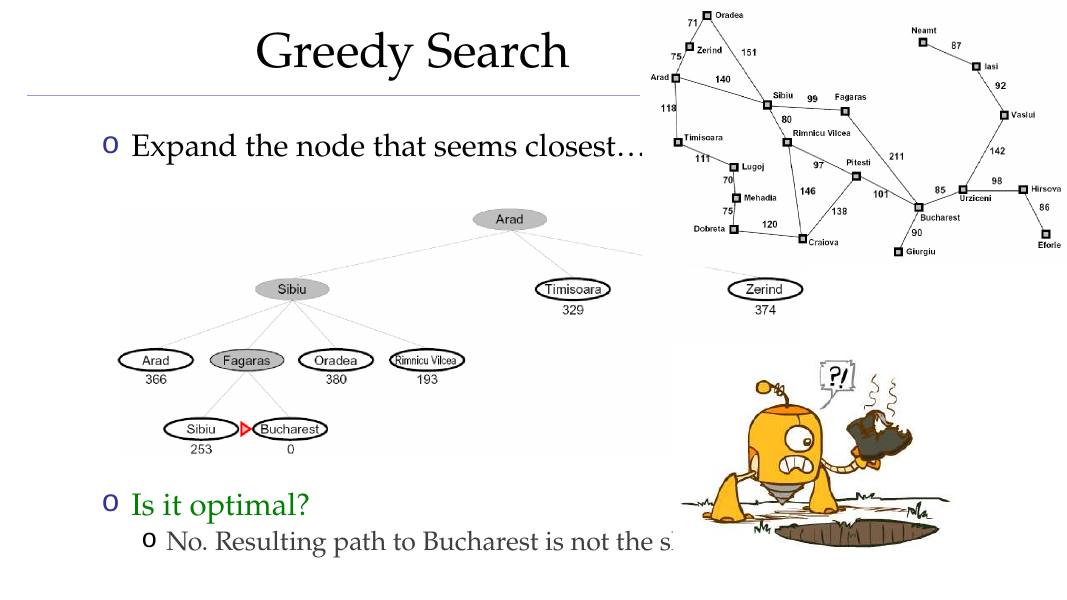 Greedy Search
o Expand the node that seems closest…
Arad
Sibiu
Timisoara
329
Zerind
374
Arad
366
Fagaras
Oradea
380
Rimnicu Vilcea
193
Sibiu
253
Bucharest
0
o Is it optimal?
o No. Resulting path to Bucharest is not the
Oradea
71
Neamt
87
Zerind
151
Iasi
75
Arad
140
92
Sibiu
99
Fagaras
118
80
Vaslui
Timisoara
Rimnicu Vilcea
142
111
Lugoj
97
Pitesti
211
70
98
Hirsova
Mehadia
146
101
85
Urziceni
75
138
86
Bucharest
Dobreta
120
90
Craiova
Giurgiu
Eforie
?!